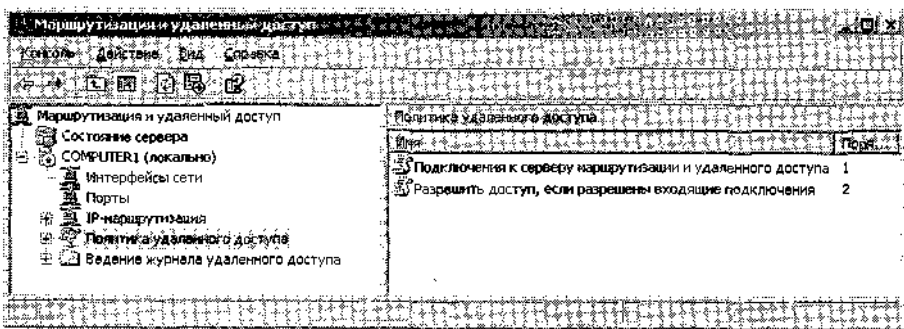 Маршрутизация и удаленный доступ
Консоль Действие Вид Справка
Маршрутизация и удаленный доступ
Состояние сервера
COMPUTER1 (локально)
Интерфейсы сети
Порты
IP-маршрутизация
Политика удаленного доступа
Ведение журнала удаленного доступа
Политика удаленного доступа
Имя Поря...
Подключения к серверу маршрутизации и удаленного доступа 1
Разрешить доступ, если разрешены входящие подключения 2